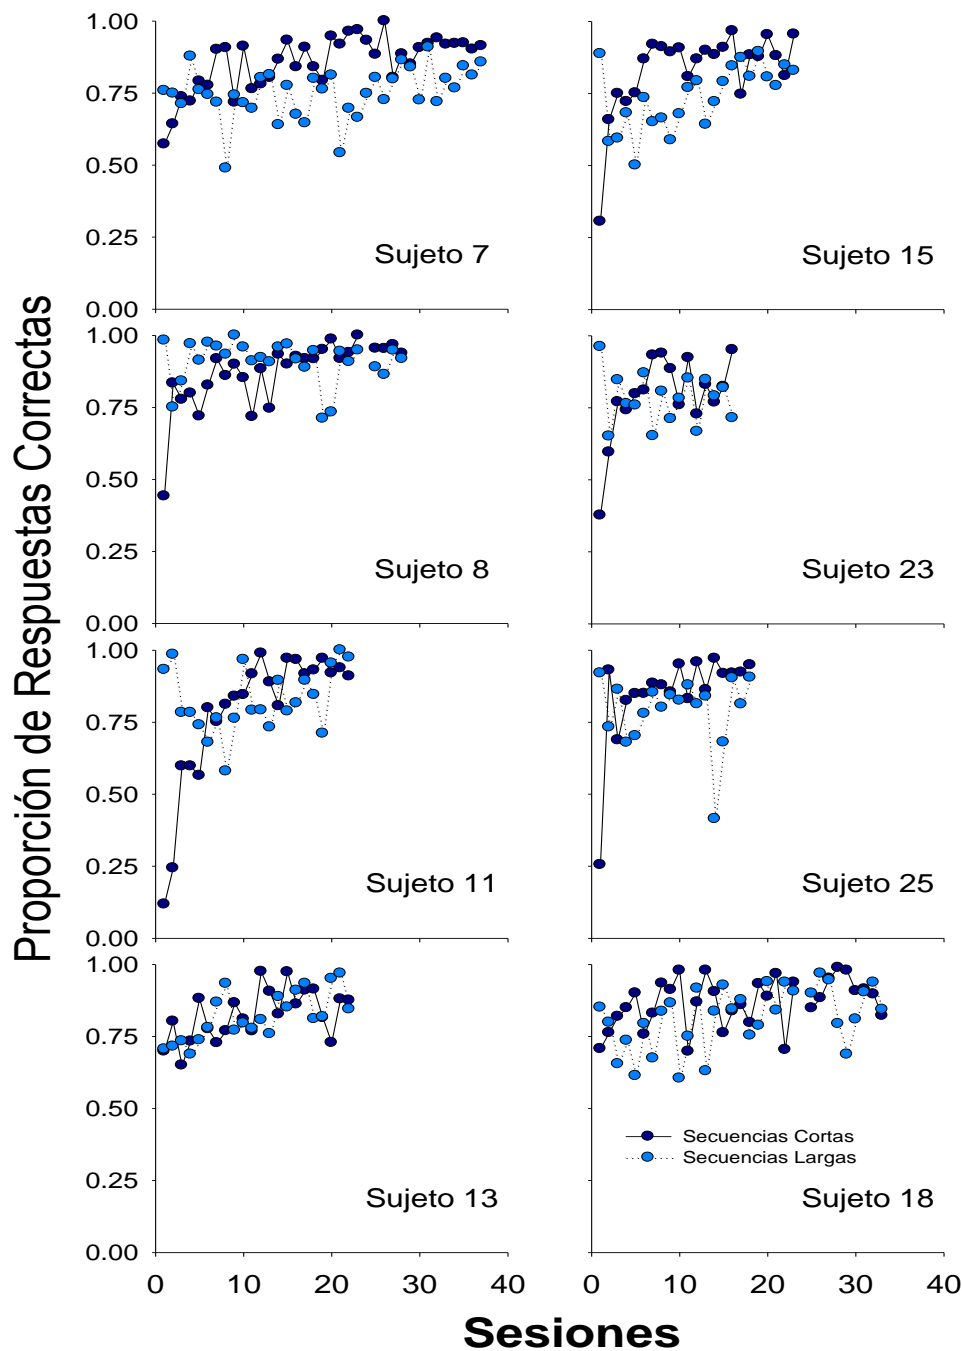 Proporción de Respuestas Correctas
1.00
0.75
0.50
0.25
0.00
Sujeto 7
Sujeto 15
1.00
0.75
0.50
0.25
0.00
Sujeto 8
Sujeto 23
1.00
0.75
0.50
0.25
0.00
Sujeto 11
Sujeto 25
1.00
0.75
0.50
0.25
0.00
Sujeto 13
Secuencias Cortas
Secuencias Largas
Sujeto 18
0 10 20 30 40
0 10 20 30 40
Sesiones